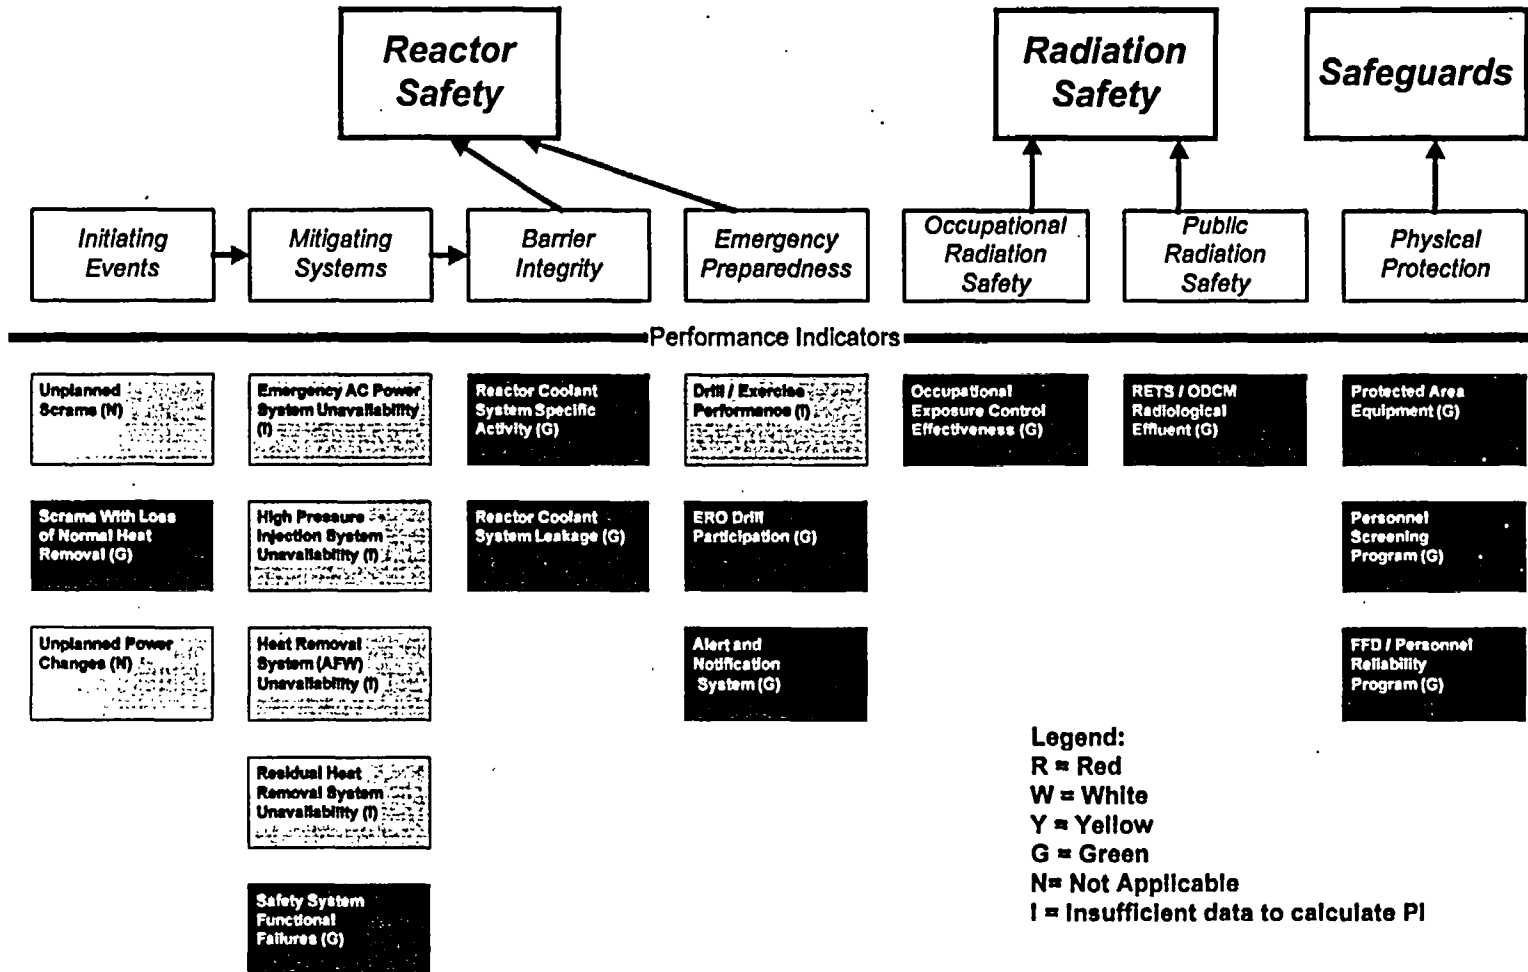 Reactor
Safety
Radiation
Safety
Safeguards
Initiating
Events
Mitigating
Systems
Barrier
Integrity
Emergency
Preparedness
Occupational
Radiation
Safety
Public
Radiation
Safety
Physical
Protection
Performance Indicators
Unplanned
Scrams (N)
Emergency AC Power
System Unavailability
(I)
Reactor Coolant
System Specific
Activity (G)
Drill / Exercise
Performance (I)
Occupational
Exposure Control
Effectiveness (G)
RETS / ODCM
Radiological
Effluent (G)
Protected Area
Equipment (G)
Scrams With Loss
of Normal Heat
Removal (G)
High Pressure
Injection System
Unavailability (I)
Reactor Coolant
System Leakage (G)
ERO Drill
Participation (G)
Personnel
Screening
Program (G)
Unplanned Power
Changes (N)
Heat Removal
System (AFW)
Unavailability (I)
Alert and
Notification
System (G)
FFD / Personnel
Reliability
Program (G)
Residual Heat
Removal System
Unavailability (I)
Safety System
Functional
Failures (G)
Legend:
R = Red
W = White
Y = Yellow
G = Green
N= Not Applicable
I = Insufficient data to calculate PI